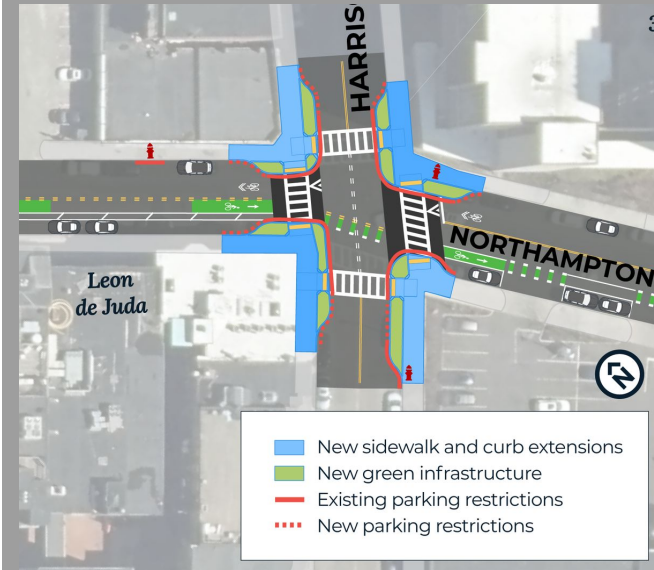 HARRIS
3
NORTHAMPTON
Leon
de Juda
N
New sidewalk and curb extensions
New green infrastructure
Existing parking restrictions
New parking restrictions